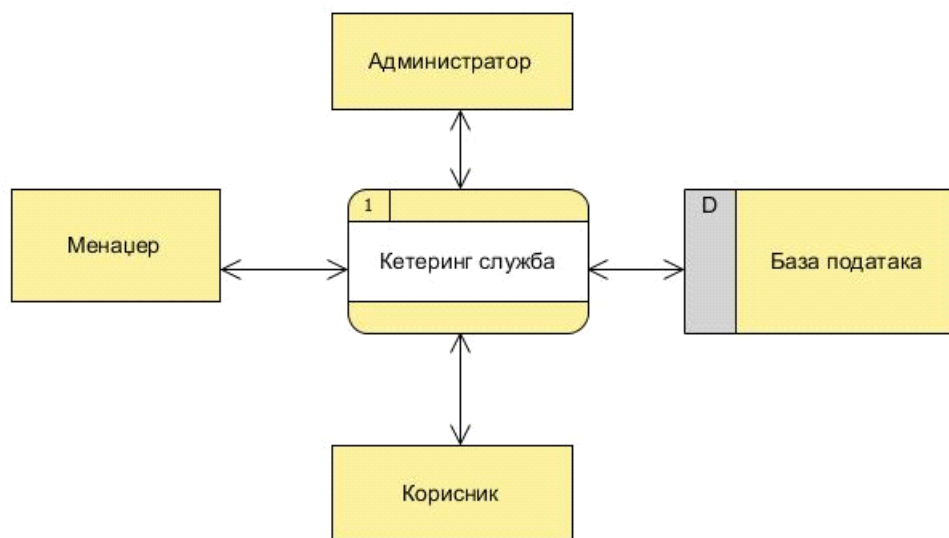 Администратор
Менаџер
1
Кетеринг служба
D
База података
Корисник